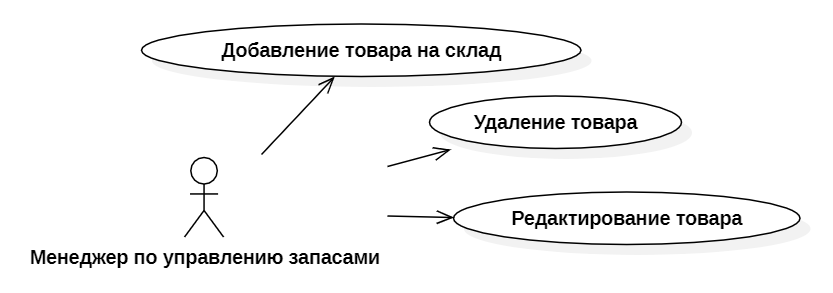 Добавление товара на склад
Удаление товара
Редактирование товара
Менеджер по управлению запасами